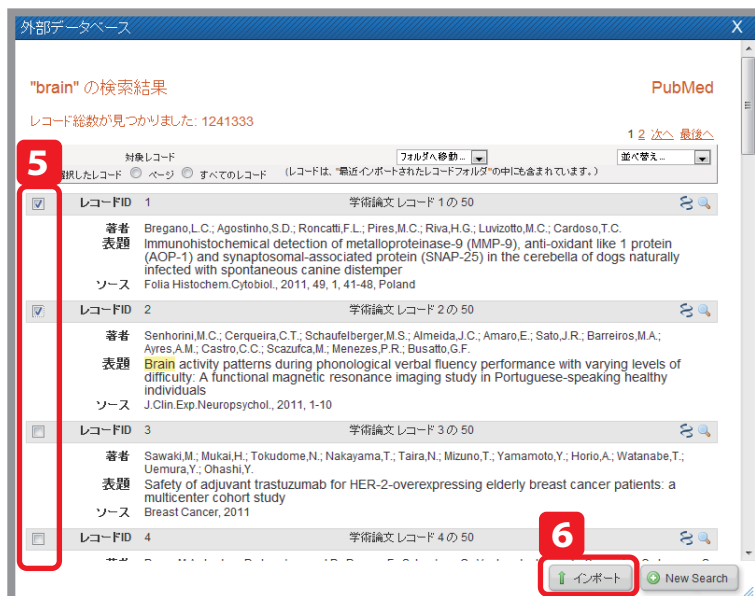 外部データベース X
"brain" の検索結果 PubMed
レコード総数が見つかりました: 1241333
1 2 次へ 最後へ
5
対象レコード フォルダへ移動... 並べ替え...
択したレコード ページ すべてのレコード (レコードは、"最近インポートされたレコードフォルダ"の中にも含まれています。)
レコードID 1 学術論文 レコード 1 の 50
著者 Bregano,L.C.; Agostinho,S.D.; Roncatti,F.L.; Pires,M.C.; Riva,H.G.; Luvizotto,M.C.; Cardoso,T.C.
表題 Immunohistochemical detection of metalloproteinase-9 (MMP-9), anti-oxidant like 1 protein
(AOP-1) and synaptosomal-associated protein (SNAP-25) in the cerebella of dogs naturally
infected with spontaneous canine distemper
ソース Folia Histochem.Cytobiol., 2011, 49, 1, 41-48, Poland
レコードID 2 学術論文 レコード 2 の 50
著者 Senhorini,M.C.; Cerqueira,C.T.; Schaufelberger,M.S.; Almeida,J.C.; Amaro,E.; Sato,J.R.; Barreiros,M.A.;
Ayres,A.M.; Castro,C.C.; Scazufca,M.; Menezes,P.R.; Busatto,G.F.
表題 Brain activity patterns during phonological verbal fluency performance with varying levels of
difficulty: A functional magnetic resonance imaging study in Portuguese-speaking healthy
individuals
ソース J.Clin.Exp.Neuropsychol., 2011, 1-10
レコードID 3 学術論文 レコード 3 の 50
著者 Sawaki,M.; Mukai,H.; Tokudome,N.; Nakayama,T.; Taira,N.; Mizuno,T.; Yamamoto,Y.; Horio,A.; Watanabe,T.;
Uemura,Y.; Ohashi,Y.
表題 Safety of adjuvant trastuzumab for HER-2-overexpressing elderly breast cancer patients: a
multicenter cohort study
ソース Breast Cancer, 2011
レコードID 4 学術論文 レコード 4 の 50
6
インポート New Search